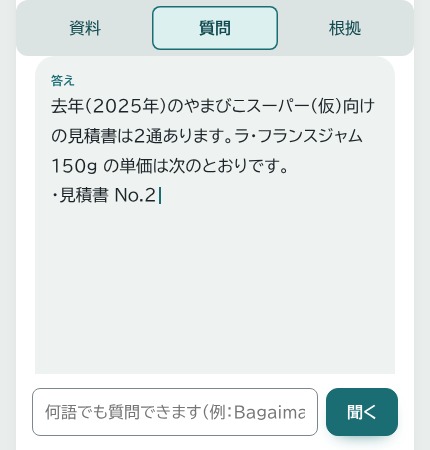 資料
質問
根拠
答え
去年(2025年)のやまびこスーパー(仮)向け
の見積書は2通あります。ラ・フランスジャム
150g の単価は次のとおりです。
・見積書 No.2
何語でも質問できます(例：Bagaima
聞く